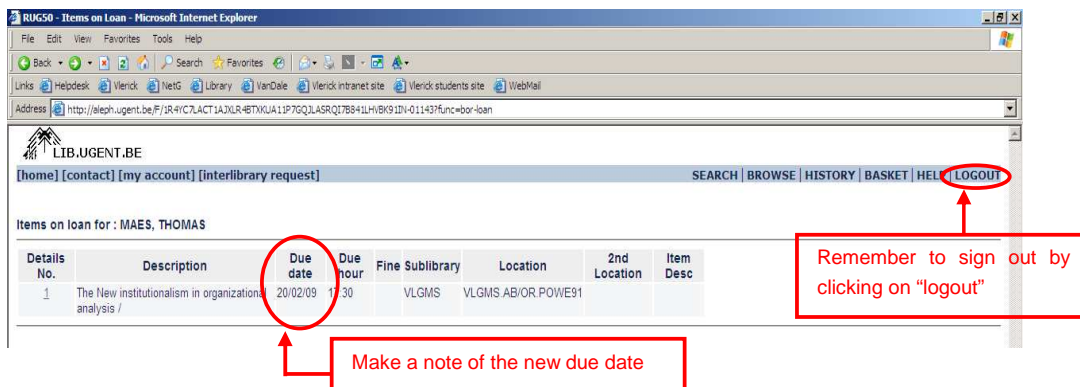 RUG50 - Items on Loan - Microsoft Internet Explorer
File Edit View Favorites Tools Help
Back Search Favorites
Links Helpdesk Vlerick NetG Library VanDale Vlerick intranet site Vlerick students site WebMail
Address http://aleph.ugent.be/F/1R4YC7LACT1AJXLR4BTXKUA11P7GQJLASRQI7B841LHVBK91IN-01143?func=bor-loan
LIB.UGENT.BE
[home] [contact] [my account] [interlibrary request] SEARCH | BROWSE | HISTORY | BASKET | HELP | LOGOUT
Items on loan for : MAES, THOMAS
Details No. Description Due date Due hour Fine Sublibrary Location 2nd Location Item Desc
1 The New institutionalism in organizational analysis / 20/02/09 17:30 VLGMS VLGMS.AB/OR.POWE91
Remember to sign out by
clicking on “logout”
Make a note of the new due date